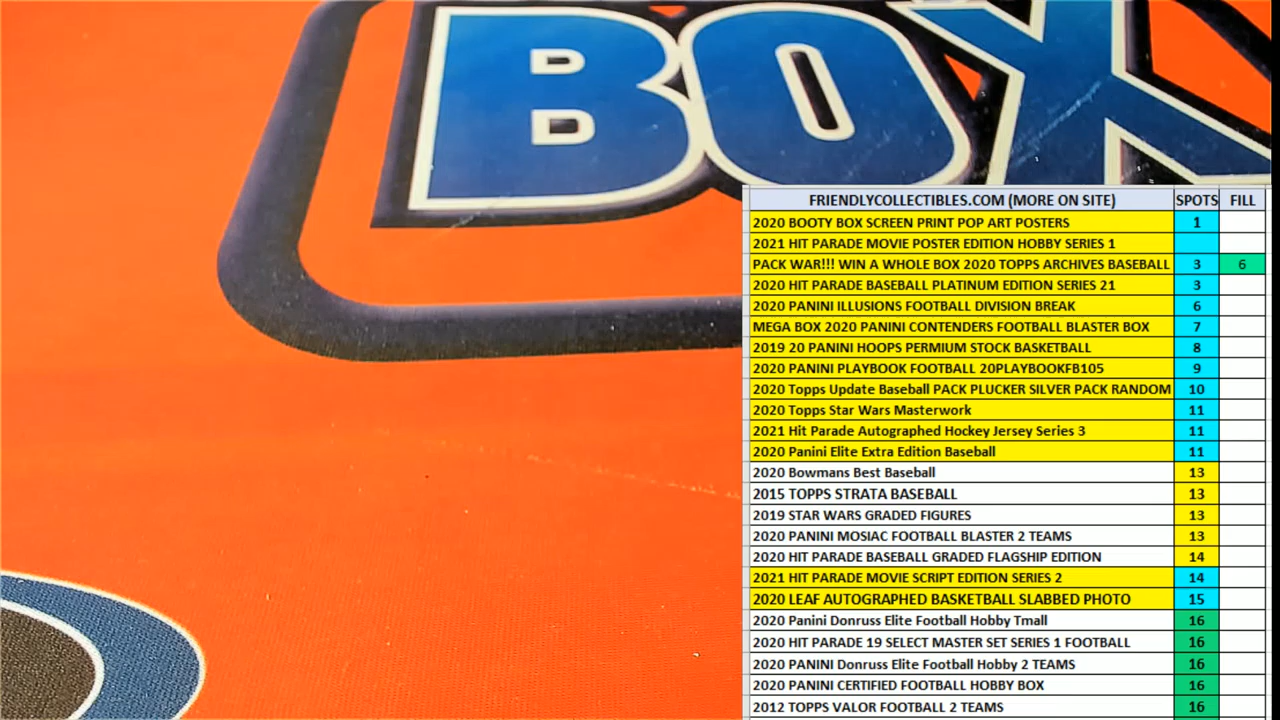 BOX
FRIENDLYCOLLECTIBLES.COM (MORE ON SITE) SPOTS FILL
2020 BOOTY BOX SCREEN PRINT POP ART POSTERS 1
2021 HIT PARADE MOVIE POSTER EDITION HOBBY SERIES 1
PACK WAR!!! WIN A WHOLE BOX 2020 TOPPS ARCHIVES BASEBALL 3 6
2020 HIT PARADE BASEBALL PLATINUM EDITION SERIES 21 3
2020 PANINI ILLUSIONS FOOTBALL DIVISION BREAK 6
MEGA BOX 2020 PANINI CONTENDERS FOOTBALL BLASTER BOX 7
2019 20 PANINI HOOPS PERMIUM STOCK BASKETBALL 8
2020 PANINI PLAYBOOK FOOTBALL 20PLAYBOOKFB105 9
2020 Topps Update Baseball PACK PLUCKER SILVER PACK RANDOM 10
2020 Topps Star Wars Masterwork 11
2021 Hit Parade Autographed Hockey Jersey Series 3 11
2020 Panini Elite Extra Edition Baseball 11
2020 Bowmans Best Baseball 13
2015 TOPPS STRATA BASEBALL 13
2019 STAR WARS GRADED FIGURES 13
2020 PANINI MOSIAC FOOTBALL BLASTER 2 TEAMS 13
2020 HIT PARADE BASEBALL GRADED FLAGSHIP EDITION 14
2021 HIT PARADE MOVIE SCRIPT EDITION SERIES 2 14
2020 LEAF AUTOGRAPHED BASKETBALL SLABBED PHOTO 15
2020 Panini Donruss Elite Football Hobby Tmall 16
2020 HIT PARADE 19 SELECT MASTER SET SERIES 1 FOOTBALL 16
2020 PANINI Donruss Elite Football Hobby 2 TEAMS 16
2020 PANINI CERTIFIED FOOTBALL HOBBY BOX 16
2012 TOPPS VALOR FOOTBALL 2 TEAMS 16